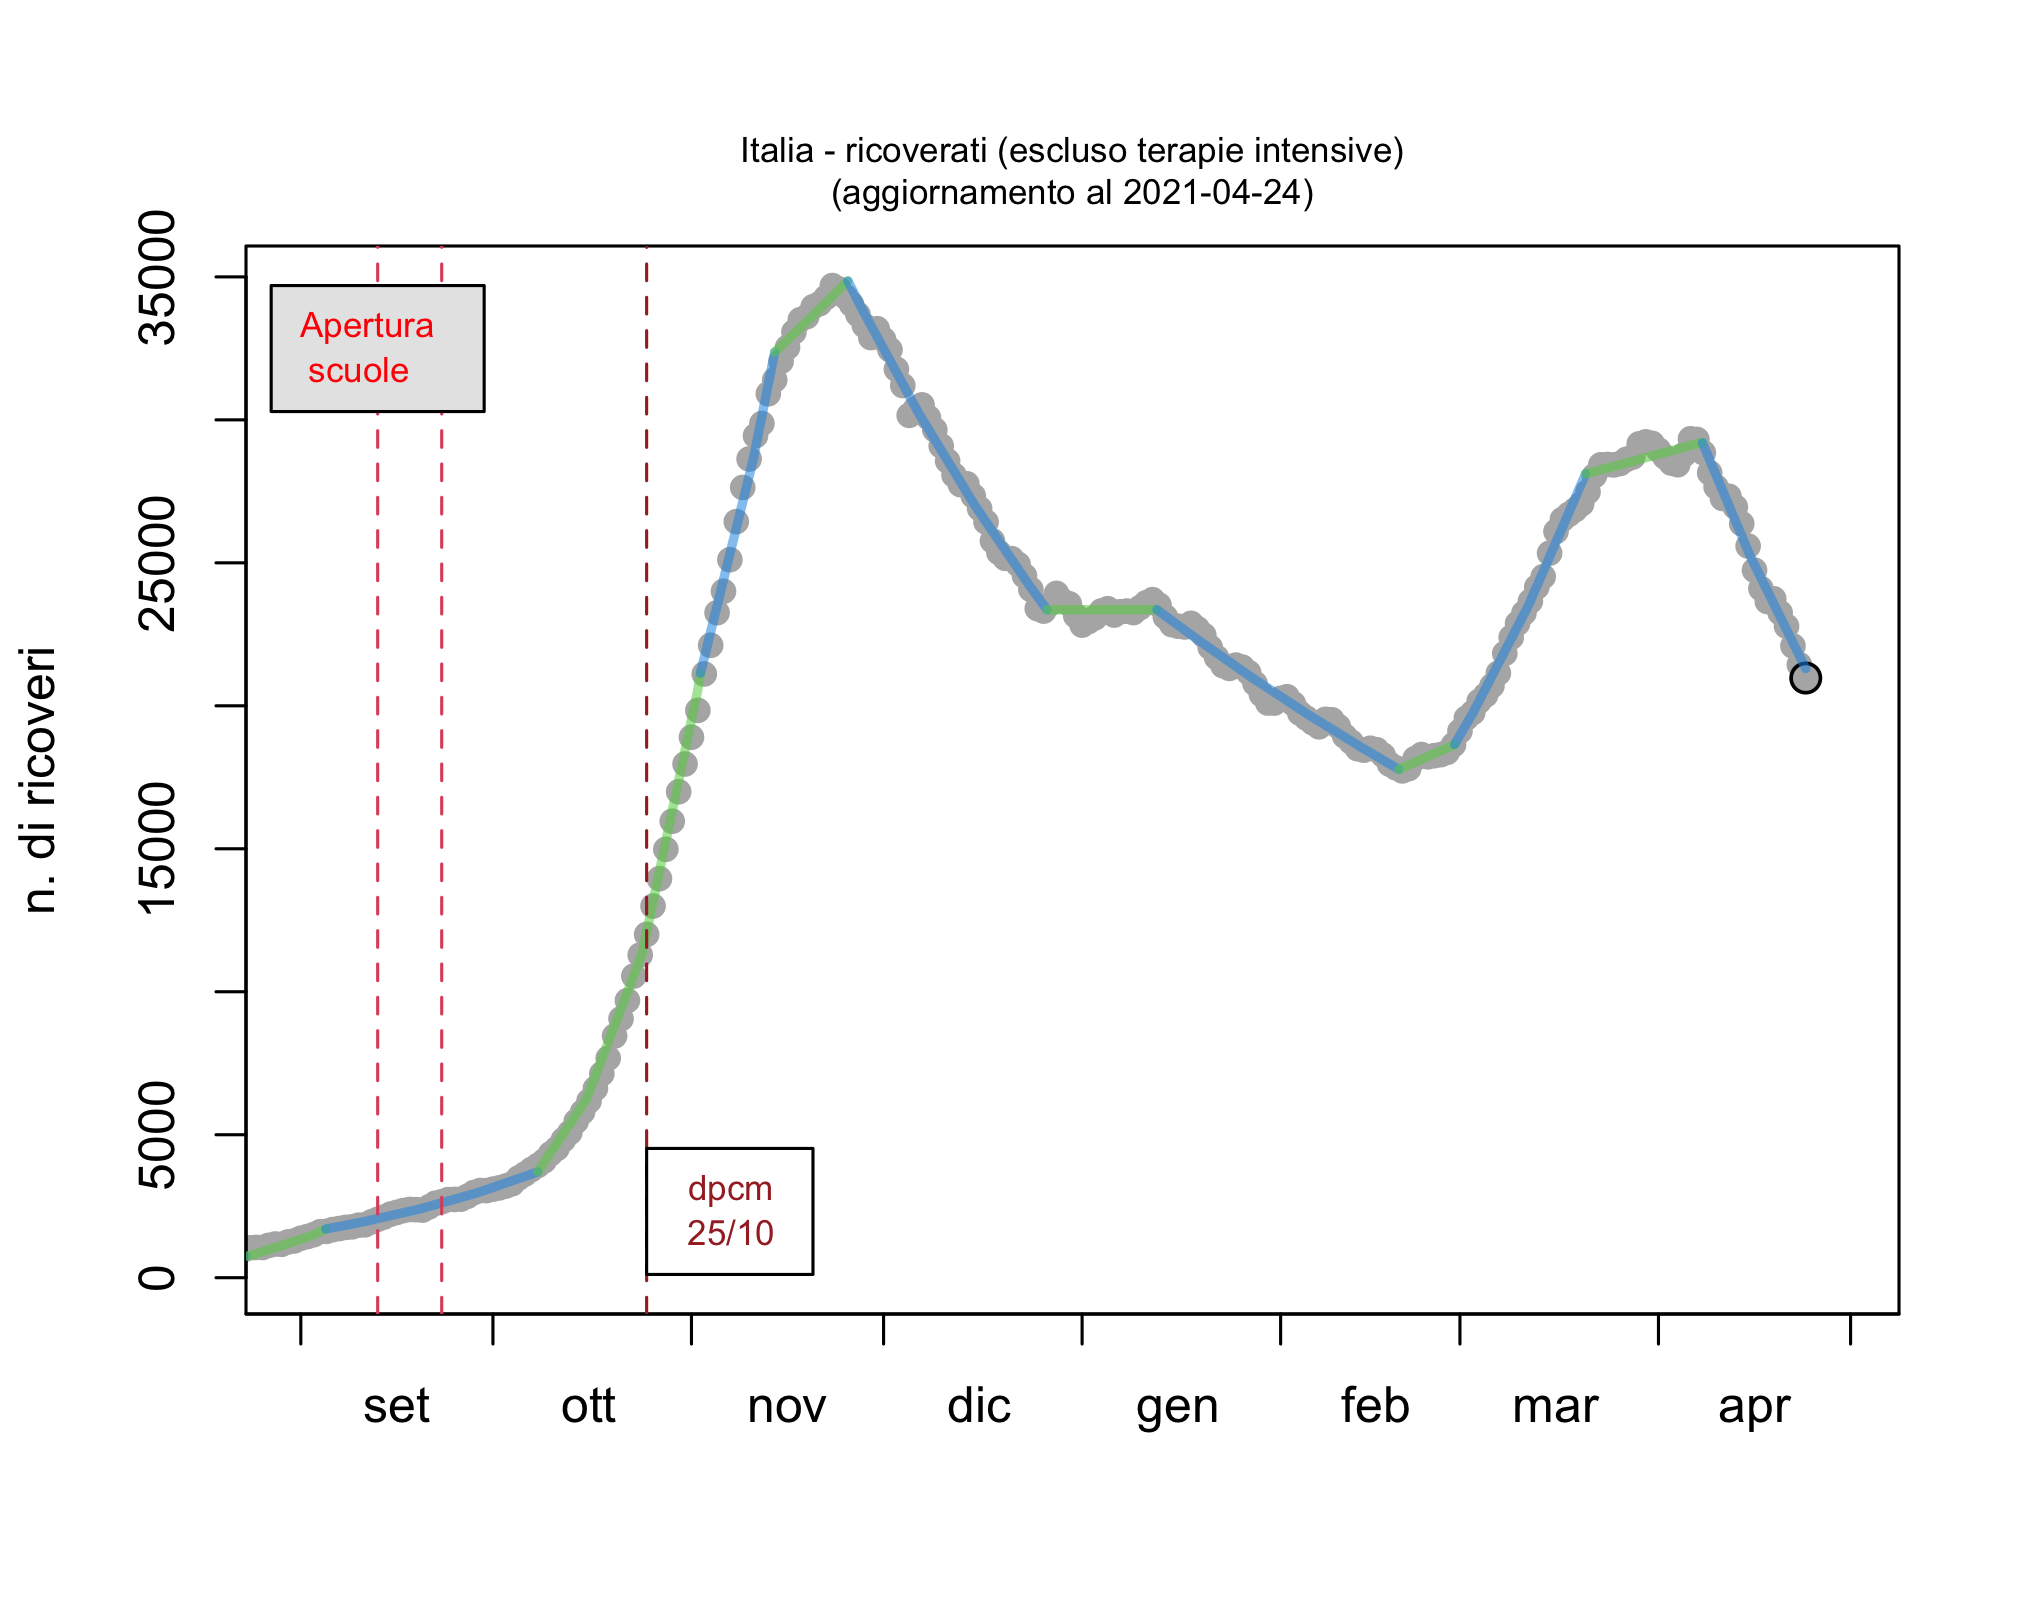 Italia - ricoverati (escluso terapie intensive)
(aggiornamento al 2021-04-24)
n. di ricoveri
35000
25000
15000
5000
0
Apertura
scuole
dpcm
25/10
set ott nov dic gen feb mar apr